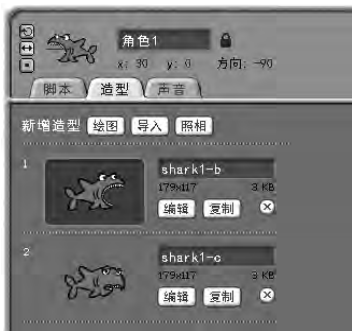 角色1
x: 30 y: 0 方向: -90
脚本 造型 声音
新增造型 绘图 导入 照相
1
shark1-b
179x117 3 KB
编辑 复制
2
shark1-c
179x117 3 KB
编辑 复制